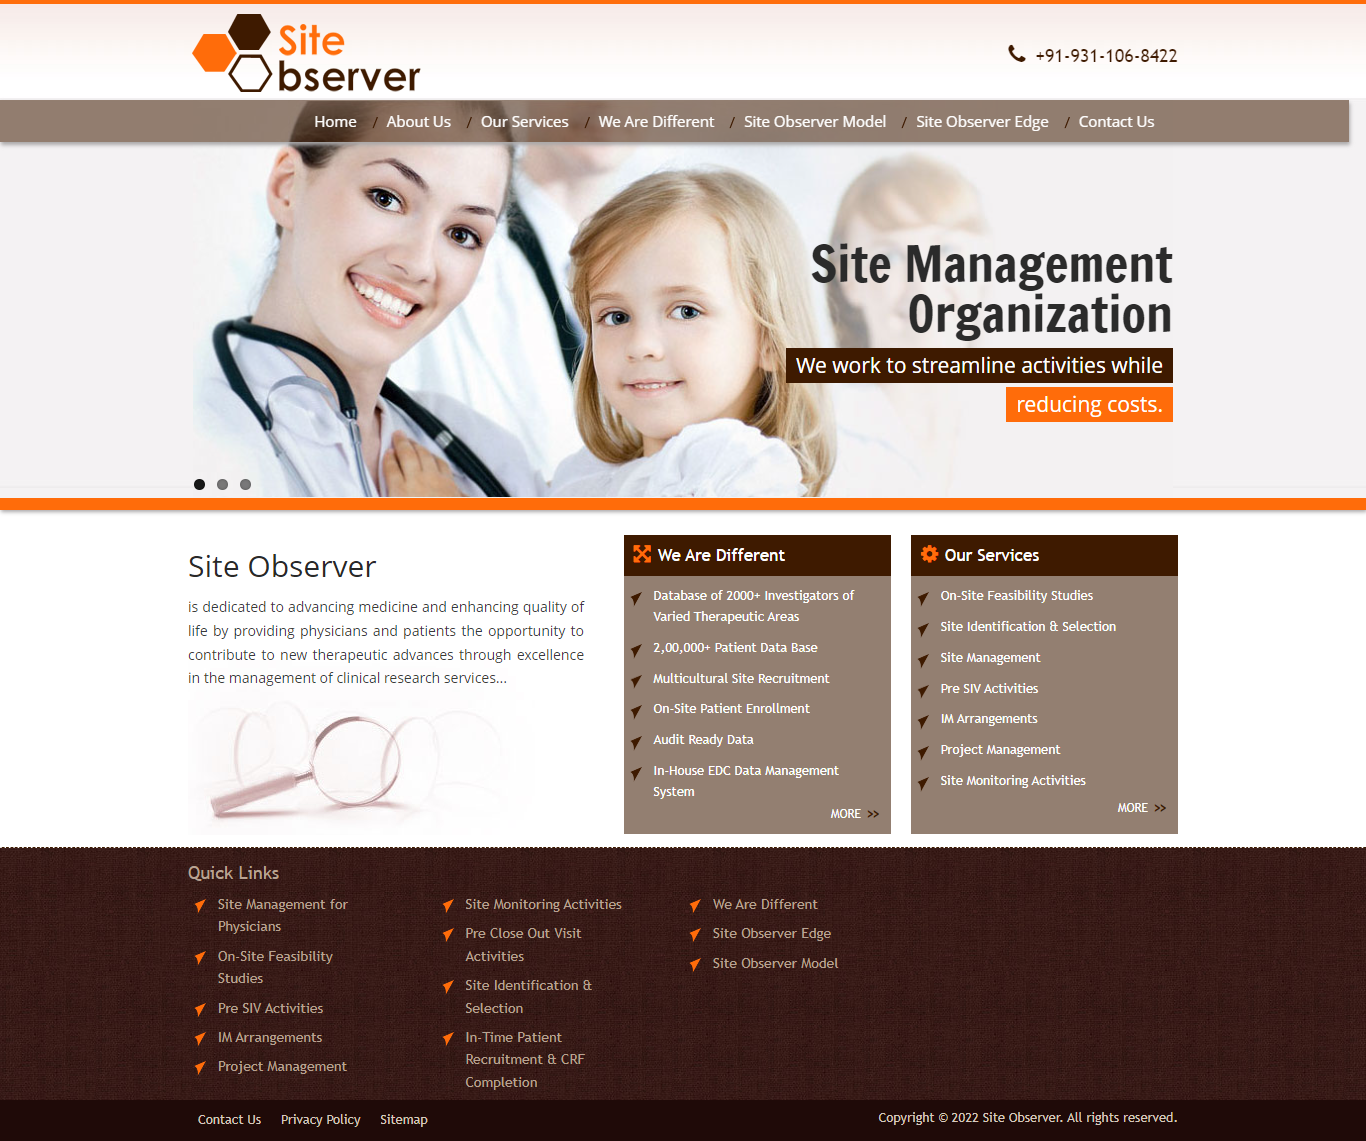 Site
bserver
+91-931-106-8422
Home / About Us / Our Services / We Are Different / Site Observer Model / Site Observer Edge / Contact Us
Site Management
Organization
We work to streamline activities while
reducing costs.
Site Observer
is dedicated to advancing medicine and enhancing quality of
life by providing physicians and patients the opportunity to
contribute to new therapeutic advances through excellence
in the management of clinical research services...
We Are Different
Database of 2000+ Investigators of
Varied Therapeutic Areas
2,00,000+ Patient Data Base
Multicultural Site Recruitment
On-Site Patient Enrollment
Audit Ready Data
In-House EDC Data Management
System
MORE >>
Our Services
On-Site Feasibility Studies
Site Identification & Selection
Site Management
Pre SIV Activities
IM Arrangements
Project Management
Site Monitoring Activities
MORE >>
Quick Links
Site Management for
Physicians
On-Site Feasibility
Studies
Pre SIV Activities
IM Arrangements
Project Management
Site Monitoring Activities
Pre Close Out Visit
Activities
Site Identification &
Selection
In-Time Patient
Recruitment & CRF
Completion
We Are Different
Site Observer Edge
Site Observer Model
Contact Us Privacy Policy Sitemap
Copyright © 2022 Site Observer. All rights reserved.